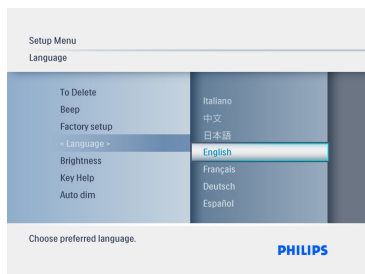 Setup Menu
Language
To Delete
Beep
Factory setup
« Language »
Brightness
Key Help
Auto dim
Italiano
中文
日本語
English
Français
Deutsch
Español
Choose preferred language.
PHILIPS